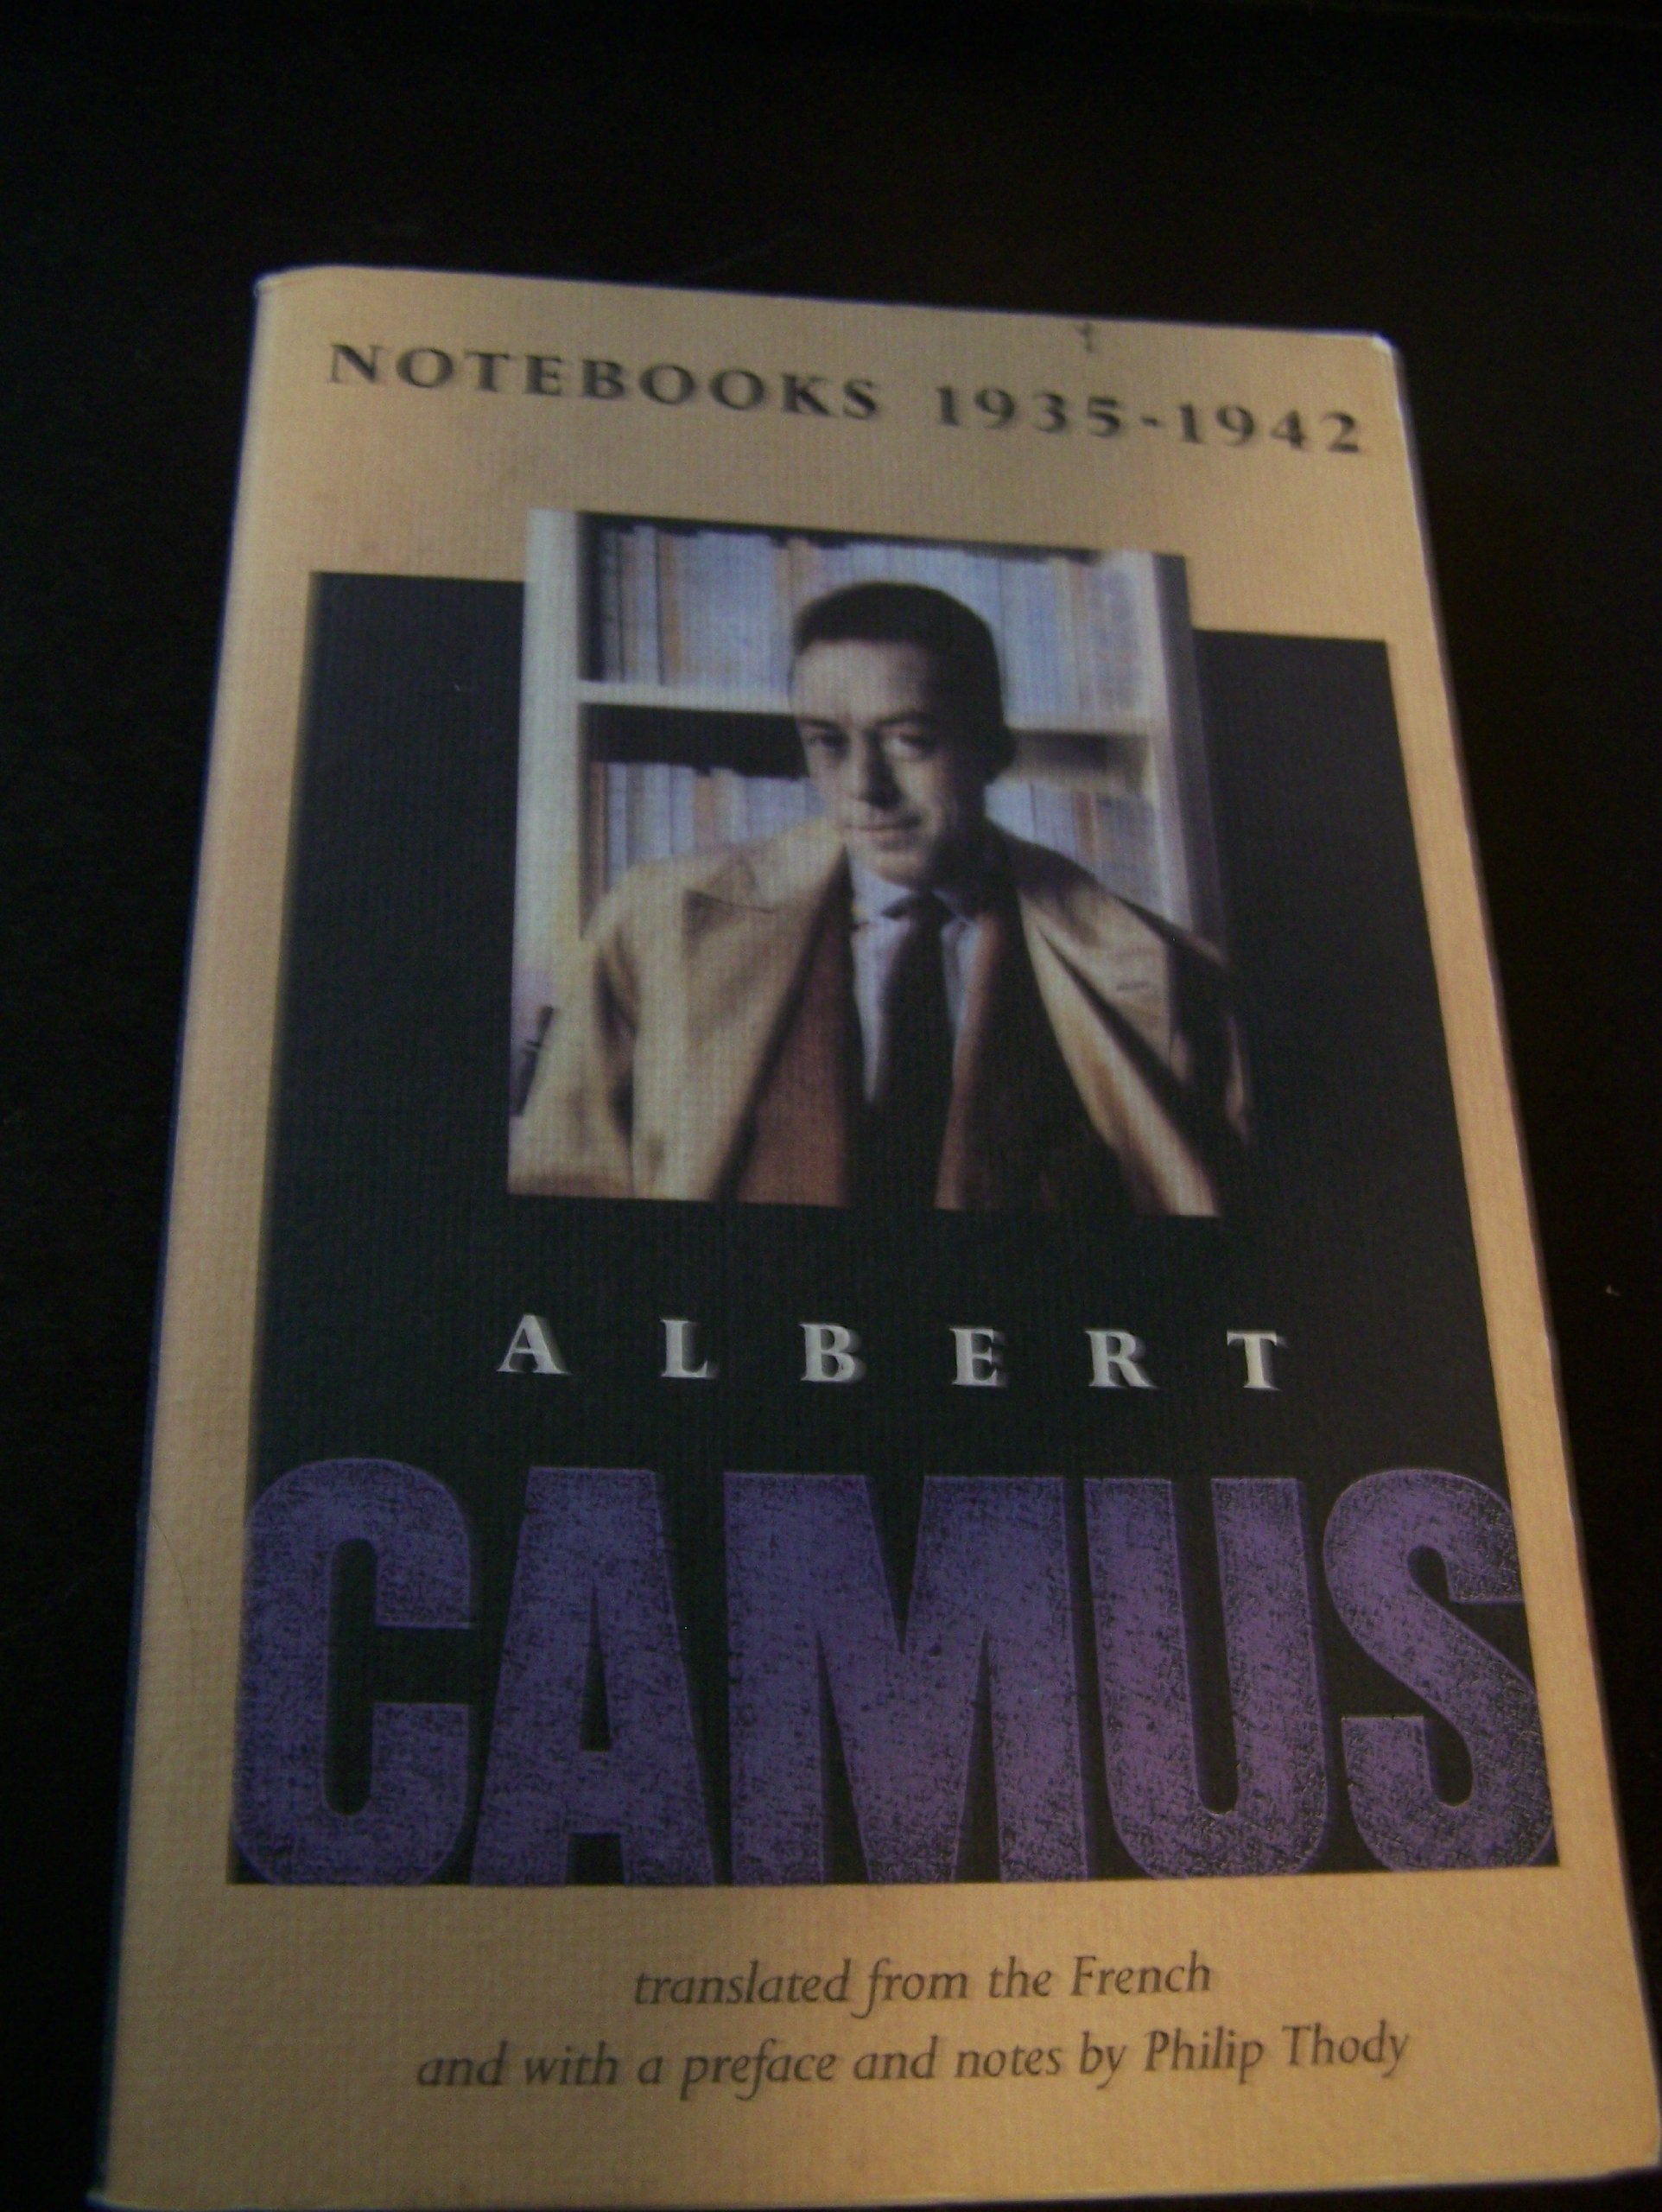 NOTEBOOKS 1935-1942
ALBERT
CAMUS
translated from the French
and with a preface and notes by Philip Thody